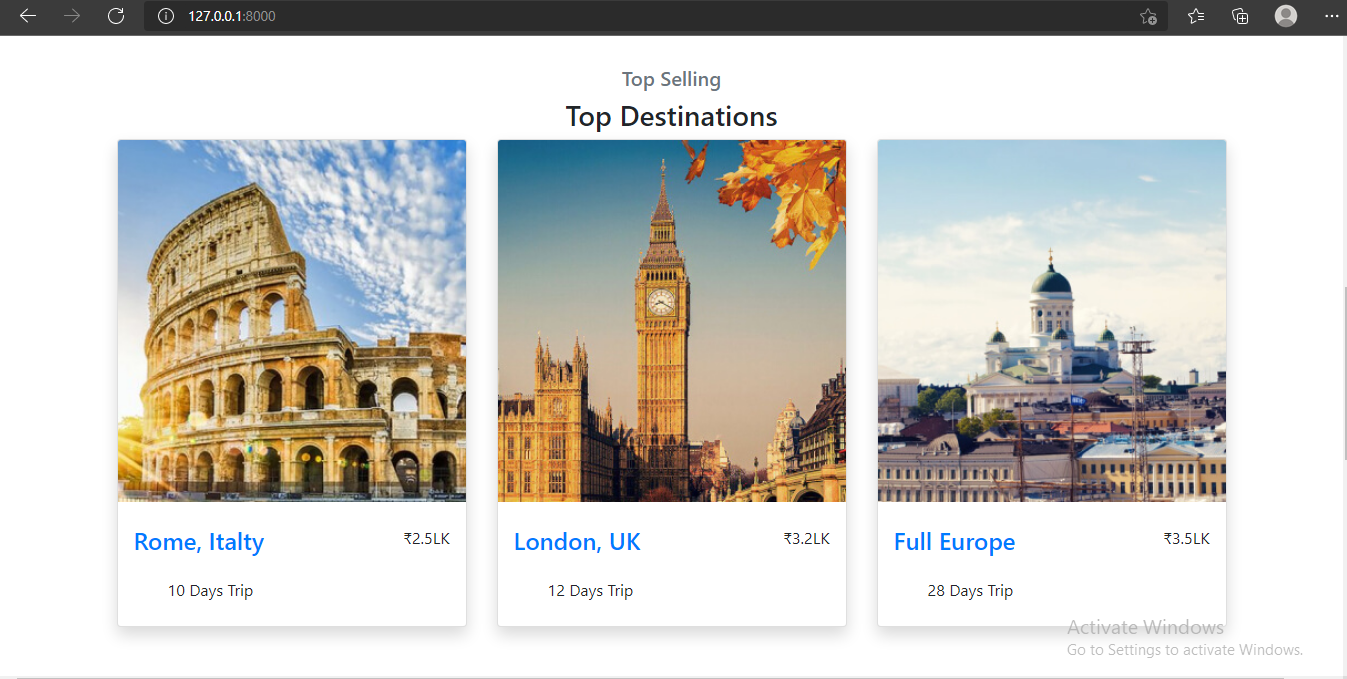 127.0.0.1:8000
Top Selling
Top Destinations
Rome, Italty
₹2.5LK
10 Days Trip
London, UK
₹3.2LK
12 Days Trip
Full Europe
₹3.5LK
28 Days Trip
Activate Windows
Go to Settings to activate Windows.